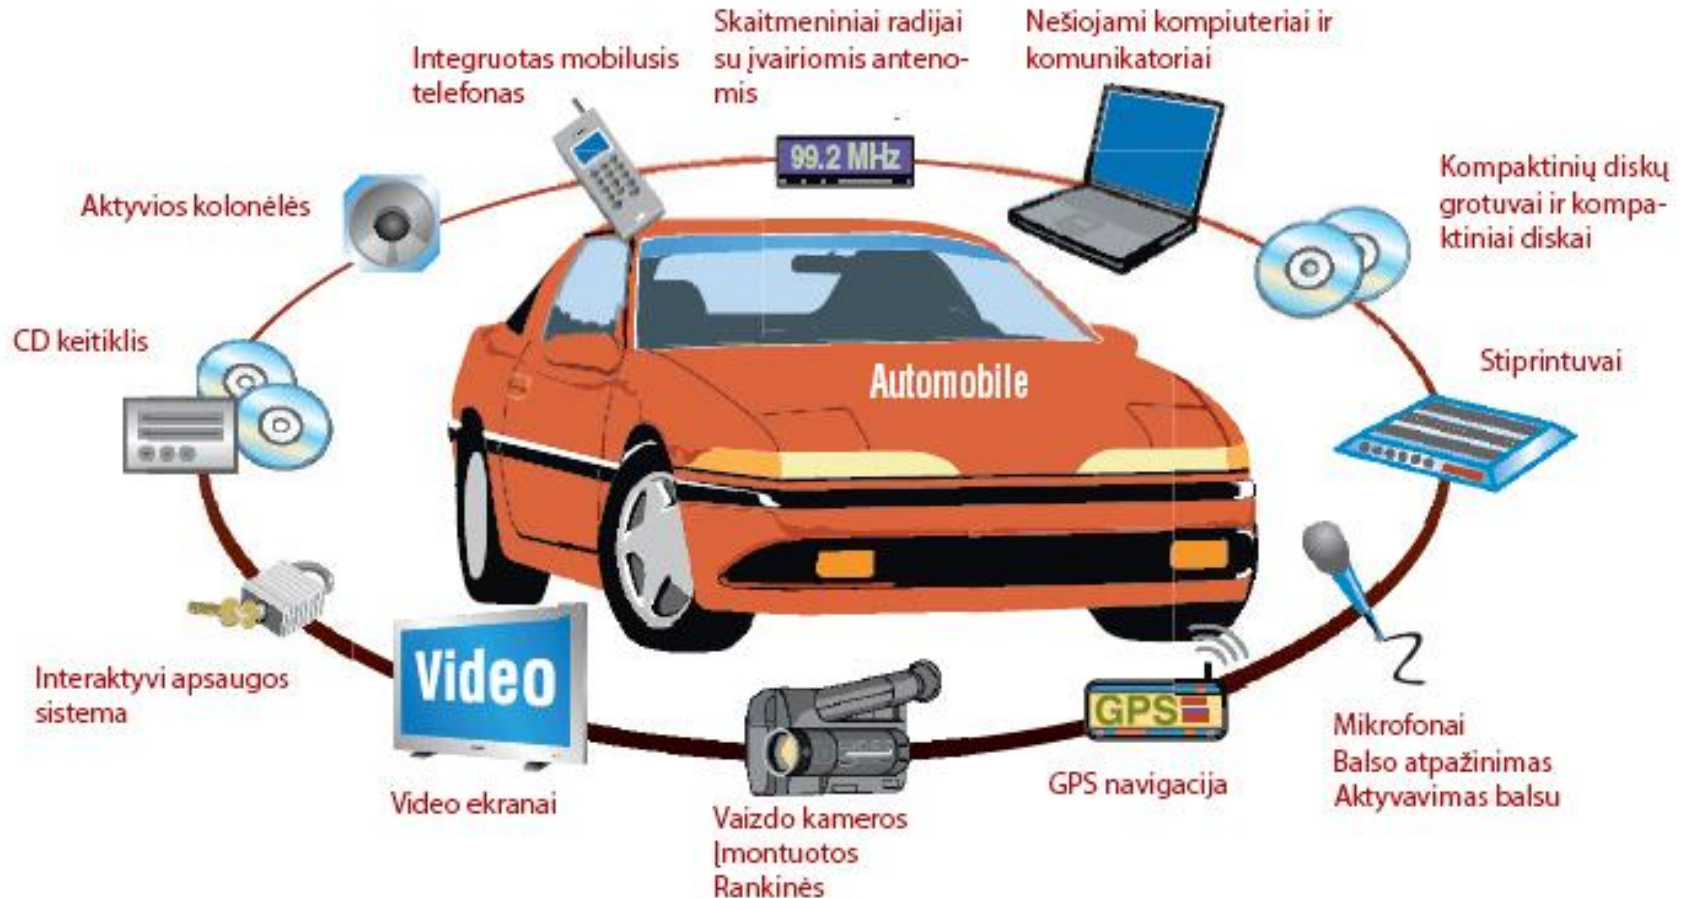 Skaitmeniniai radijai
su įvairiomis anteno-
mis
Nešiojami kompiuteriai ir
komunikatoriai
Integruotas mobilusis
telefonas
99.2 MHz
Kompaktinių diskų
grotuvai ir kompa-
ktiniai diskai
Aktyvios kolonėlės
CD keitiklis
Stiprintuvai
Automobile
Interaktyvi apsaugos
sistema
Video
Video ekranai
Vaizdo kameros
Įmontuotos
Rankinės
GPS
GPS navigacija
Mikrofonai
Balso atpažinimas
Aktyvavimas balsu